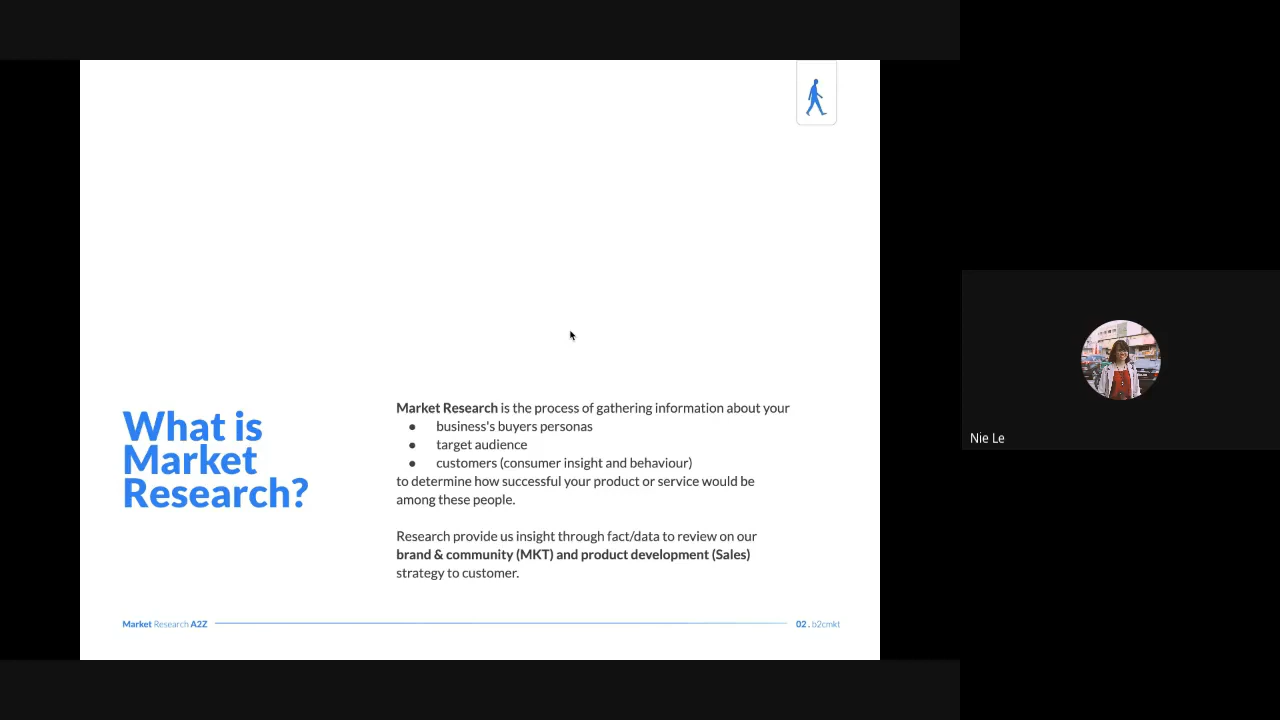 What is
Market
Research?
Market Research is the process of gathering information about your
● business's buyers personas
● target audience
● customers (consumer insight and behaviour)
to determine how successful your product or service would be
among these people.
Research provide us insight through fact/data to review on our
brand & community (MKT) and product development (Sales)
strategy to customer.
Market Research A2Z
02 . b2cmkt
Nie Le